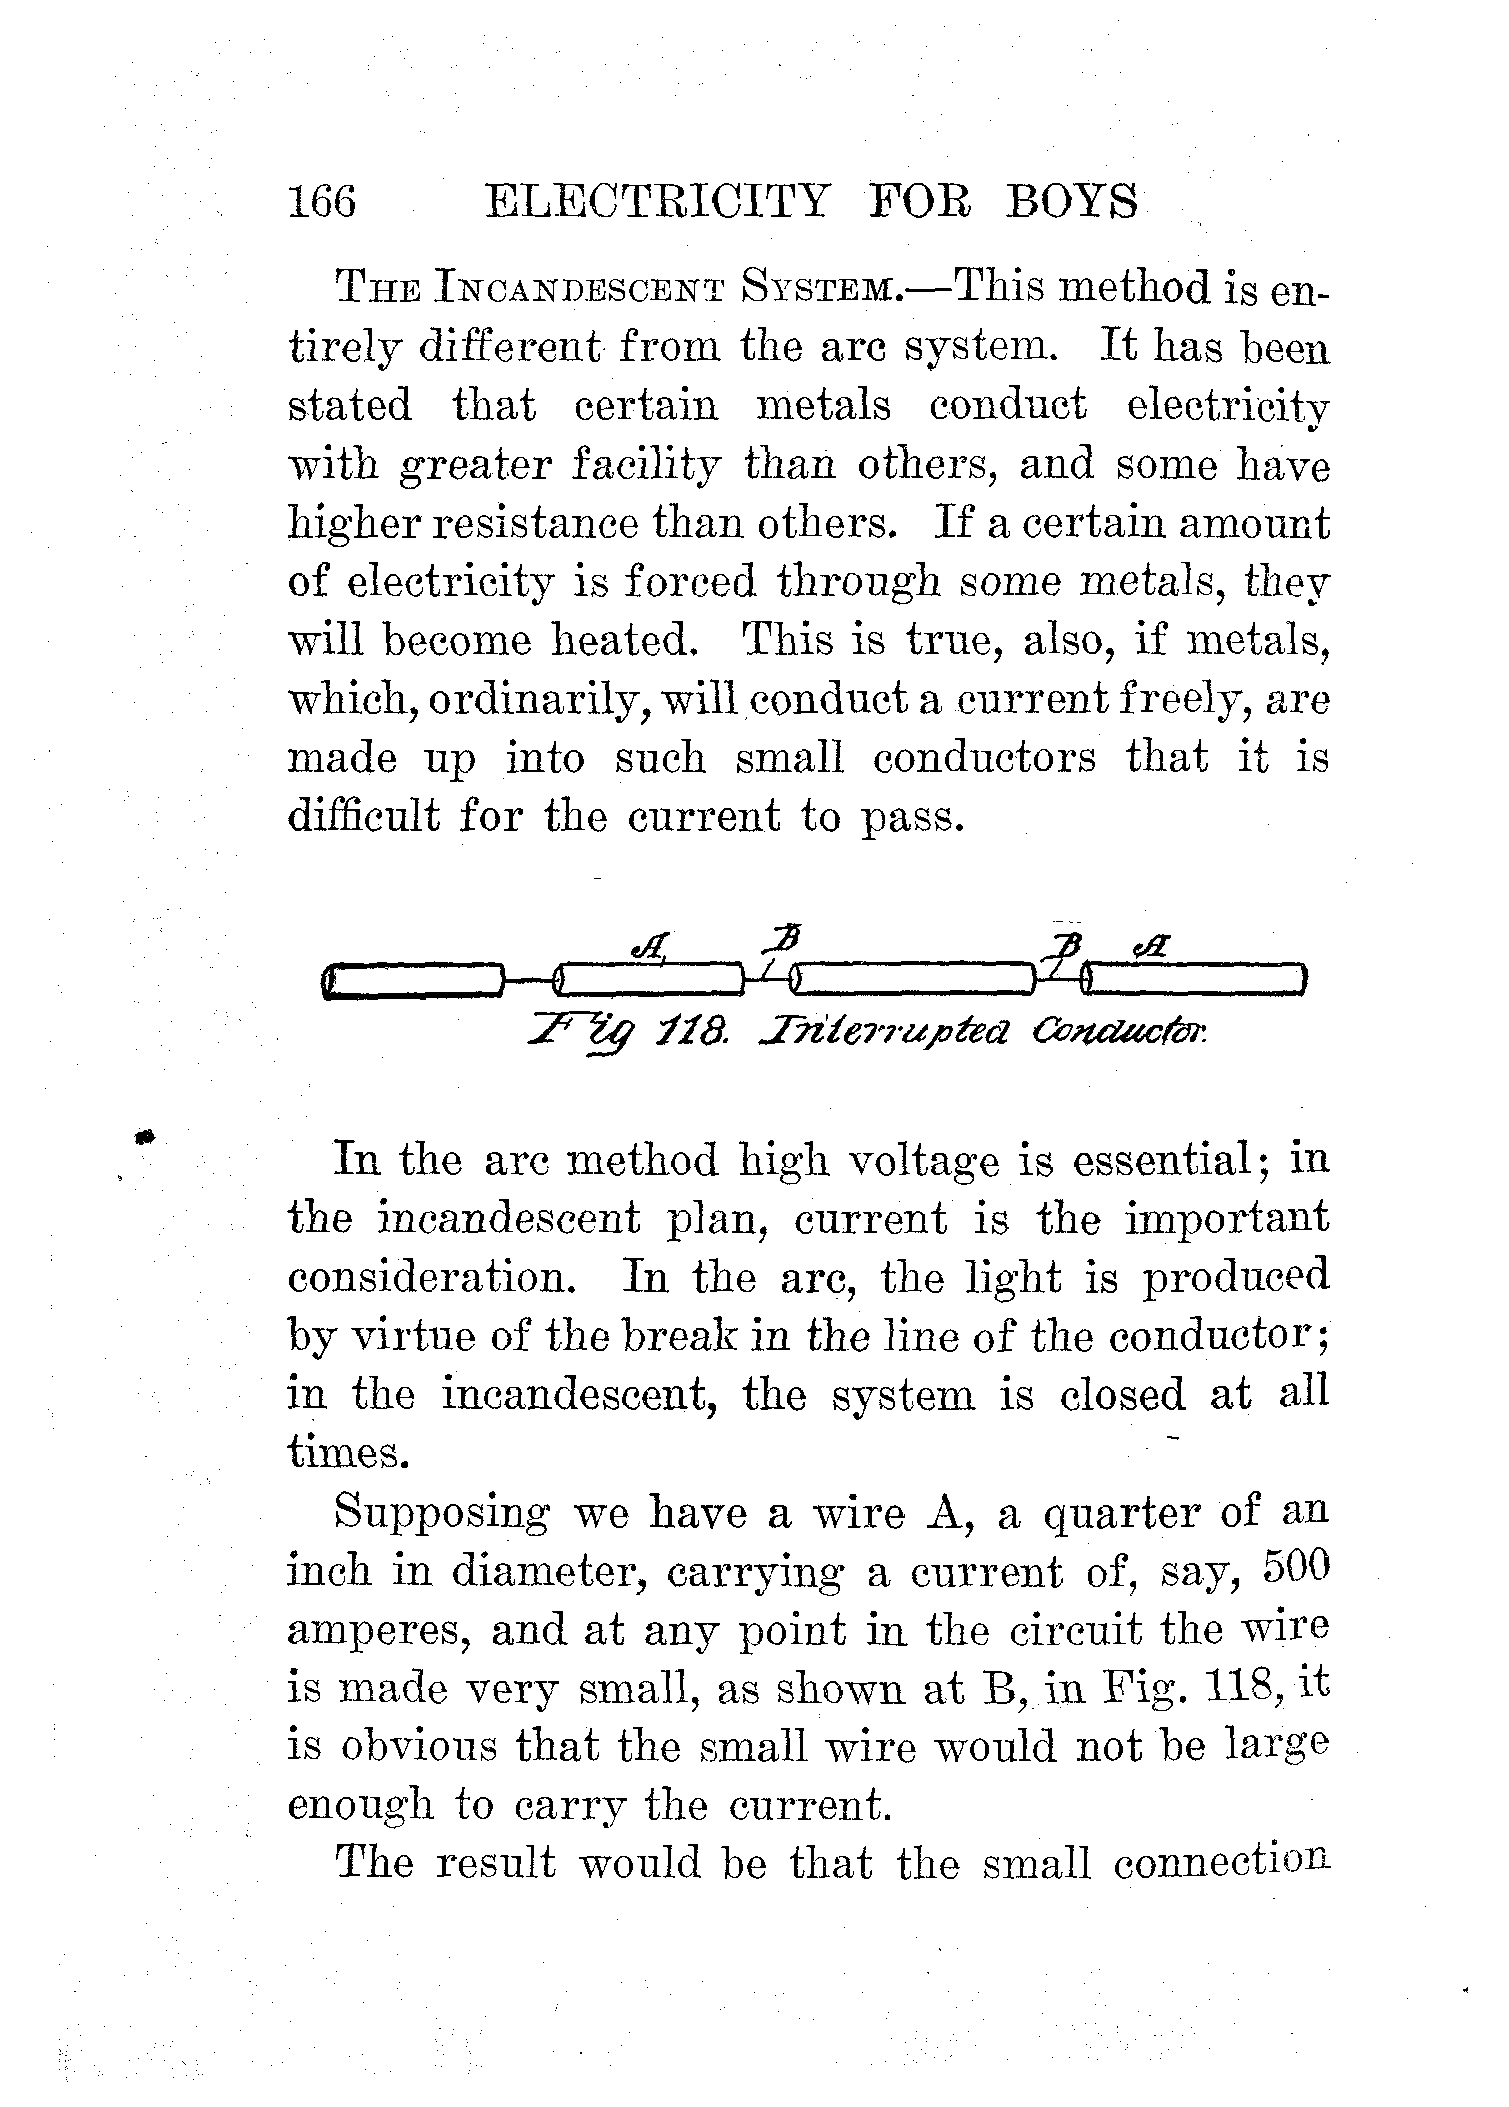 166 ELECTRICITY FOR BOYS
The Incandescent System.—This method is en-
tirely different from the arc system. It has been
stated that certain metals conduct electricity
with greater facility than others, and some have
higher resistance than others. If a certain amount
of electricity is forced through some metals, they
will become heated. This is true, also, if metals,
which, ordinarily, will conduct a current freely, are
made up into such small conductors that it is
difficult for the current to pass.
A B B A
Fig 118. Interrupted Conductor.
In the arc method high voltage is essential; in
the incandescent plan, current is the important
consideration. In the arc, the light is produced
by virtue of the break in the line of the conductor;
in the incandescent, the system is closed at all
times.
Supposing we have a wire A, a quarter of an
inch in diameter, carrying a current of, say, 500
amperes, and at any point in the circuit the wire
is made very small, as shown at B, in Fig. 118, it
is obvious that the small wire would not be large
enough to carry the current.
The result would be that the small connection